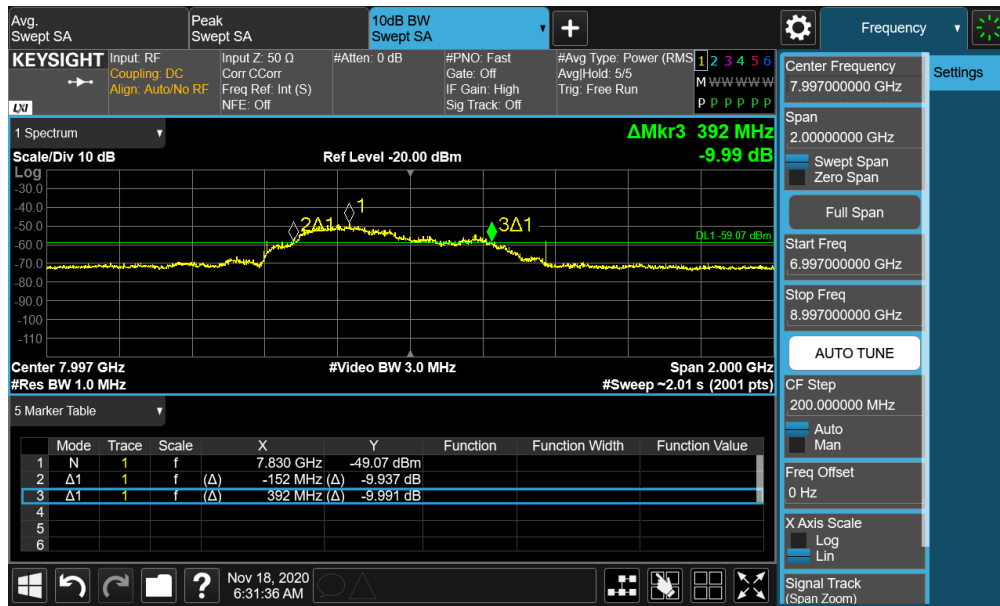 Avg.
Swept SA
Peak
Swept SA
10dB BW
Swept SA
Frequency
KEYSIGHT
LXI
Input: RF
Coupling: DC
Align: Auto/No RF
Input Z: 50 Ω
Corr CCorr
Freq Ref: Int (S)
NFE: Off
#Atten: 0 dB
#PNO: Fast
Gate: Off
IF Gain: High
Sig Track: Off
#Avg Type: Power (RMS
Avg|Hold: 5/5
Trig: Free Run
1 2 3 4 5 6
M W W W W W
P P P P P P
1 Spectrum
Scale/Div 10 dB
Ref Level -20.00 dBm
ΔMkr3 392 MHz
-9.99 dB
Log
-30.0
-40.0
-50.0
-60.0
-70.0
-80.0
-90.0
-100
-110
2Δ1
1
3Δ1
DL1 -59.07 dBm
Center 7.997 GHz
#Video BW 3.0 MHz
Span 2.000 GHz
#Res BW 1.0 MHz
#Sweep ~2.01 s (2001 pts)
5 Marker Table
Mode Trace Scale X Y Function Function Width Function Value
1 N 1 f 7.830 GHz -49.07 dBm
2 Δ1 1 f (Δ) -152 MHz (Δ) -9.937 dB
3 Δ1 1 f (Δ) 392 MHz (Δ) -9.991 dB
4
5
6
Nov 18, 2020
6:31:36 AM
?
Center Frequency
7.997000000 GHz
Span
2.00000000 GHz
Swept Span
Zero Span
Full Span
Start Freq
6.997000000 GHz
Stop Freq
8.997000000 GHz
AUTO TUNE
CF Step
200.000000 MHz
Auto
Man
Freq Offset
0 Hz
X Axis Scale
Log
Lin
Signal Track
(Span Zoom)
Settings